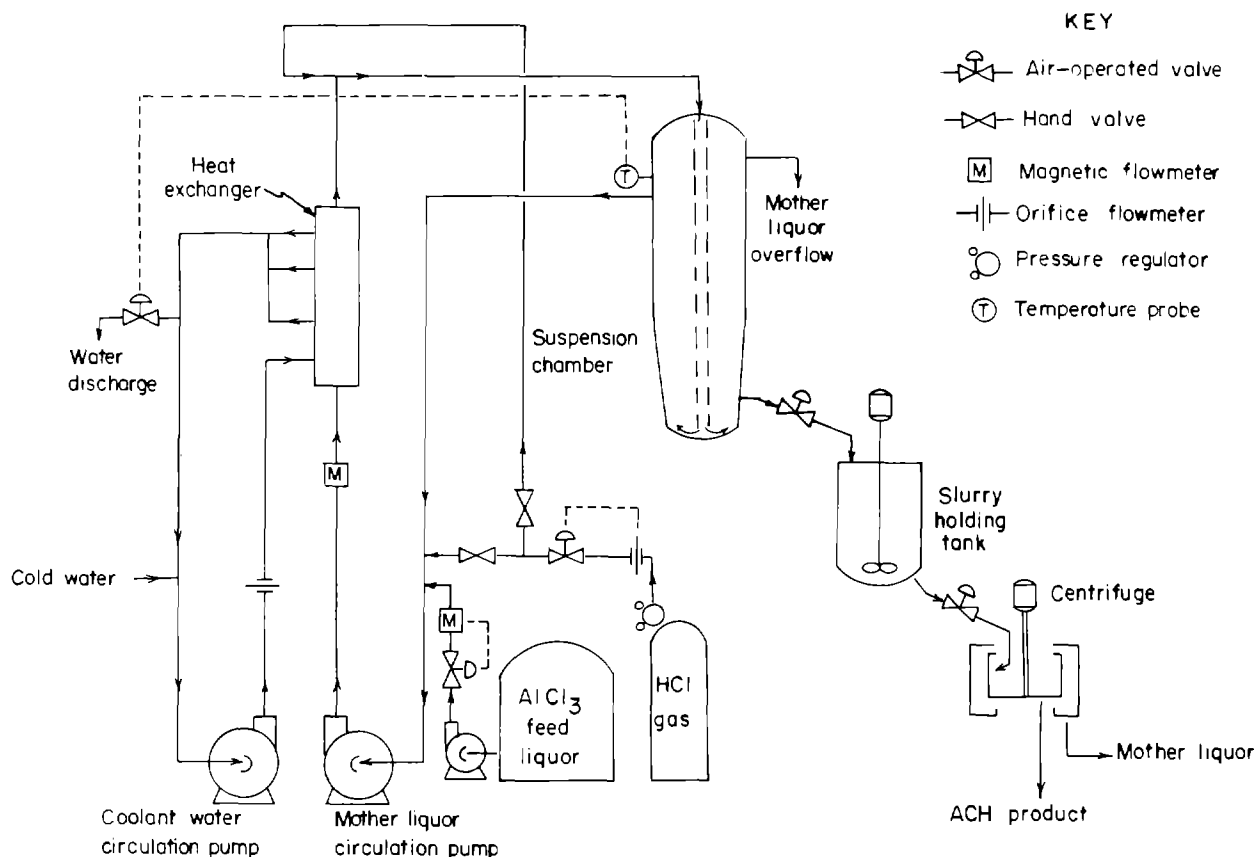 KEY
Air-operated valve
Hand valve
M
Magnetic flowmeter
Orifice flowmeter
Pressure regulator
T
Temperature probe
Heat
exchanger
T
Mother
liquor
overflow
Water
discharge
Suspension
chamber
M
Slurry
holding
tank
Cold water
Centrifuge
M
AlCl3
feed
liquor
HCl
gas
Mother liquor
ACH product
Coolant water
circulation pump
Mother liquor
circulation pump